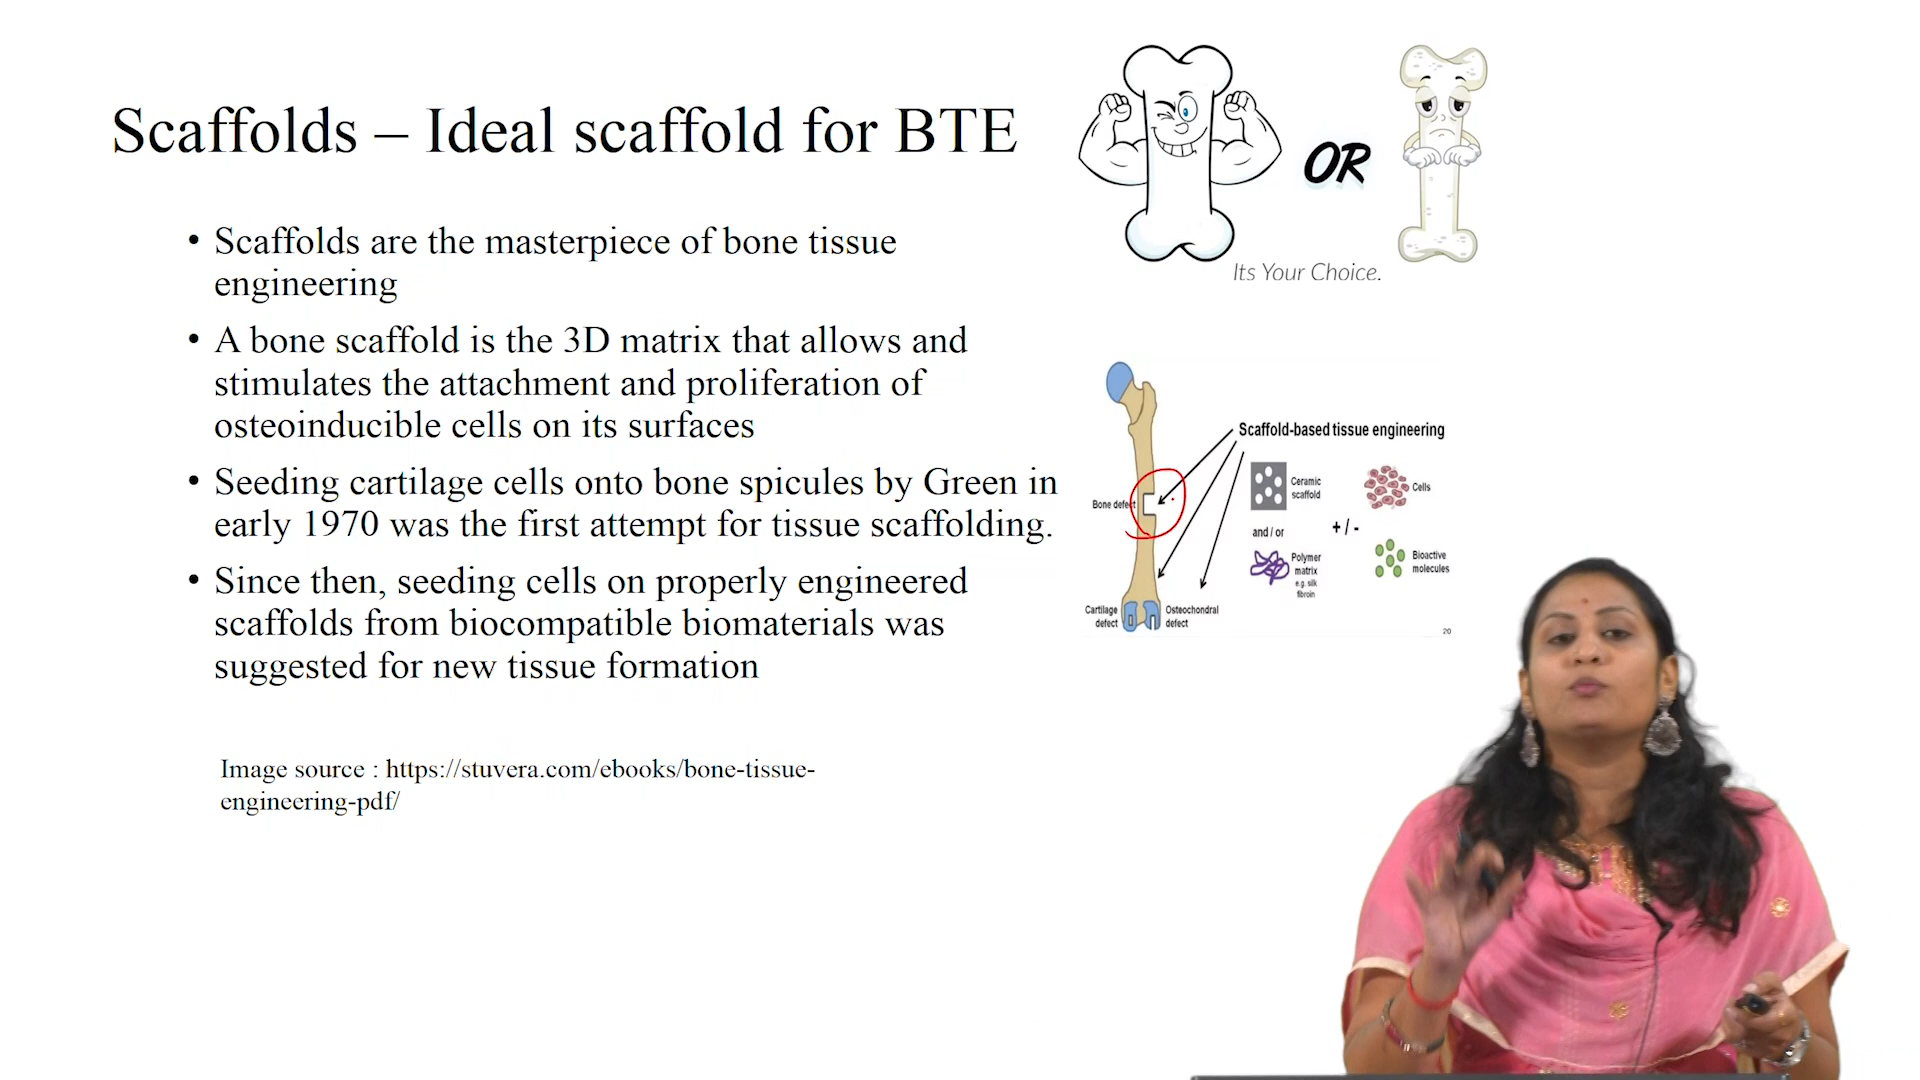 Scaffolds – Ideal scaffold for BTE
• Scaffolds are the masterpiece of bone tissue
engineering
• A bone scaffold is the 3D matrix that allows and
stimulates the attachment and proliferation of
osteoinducible cells on its surfaces
• Seeding cartilage cells onto bone spicules by Green in
early 1970 was the first attempt for tissue scaffolding.
• Since then, seeding cells on properly engineered
scaffolds from biocompatible biomaterials was
suggested for new tissue formation
Image source : https://stuvera.com/ebooks/bone-tissue-
engineering-pdf/
OR
Its Your Choice.
Scaffold-based tissue engineering
Bone defect
Ceramic
scaffold
Cells
and / or
+ / -
Polymer
matrix
e.g. silk
fibroin
Bioactive
molecules
Cartilage
defect
Osteochondral
defect
20